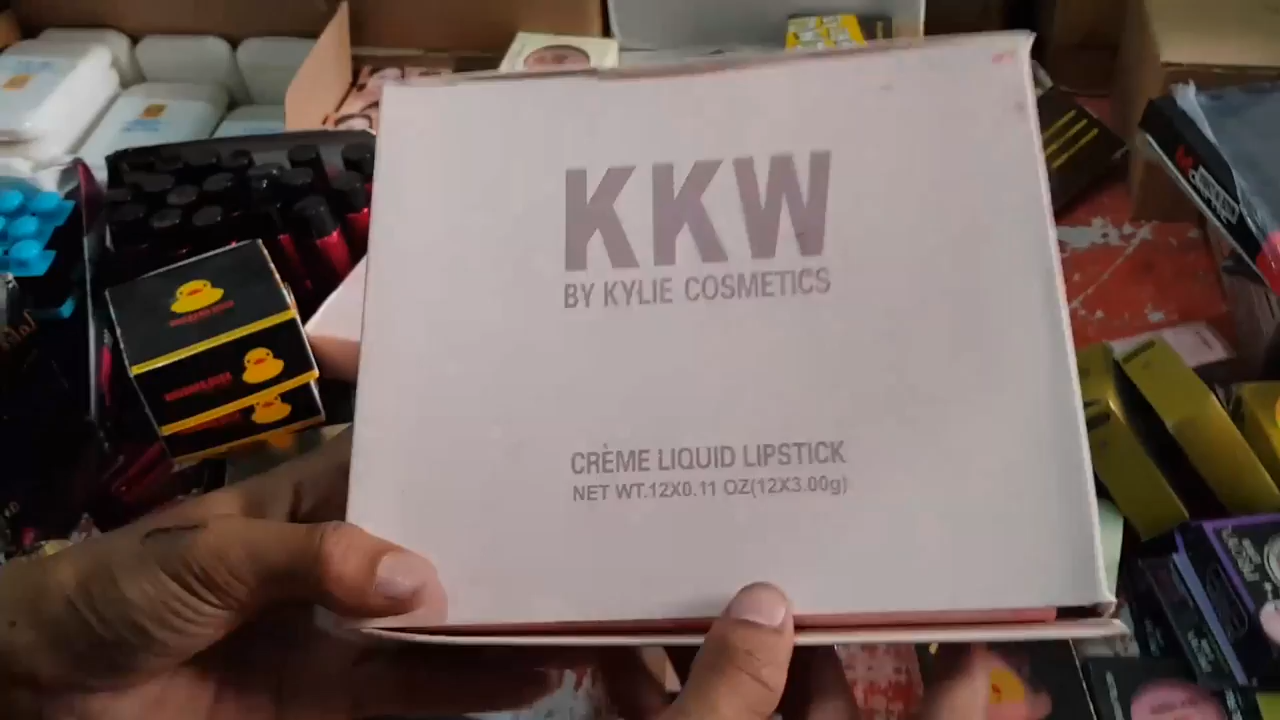 KKW
BY KYLIE COSMETICS
CRÈME LIQUID LIPSTICK
NET WT.12X0.11 OZ(12X3.00g)